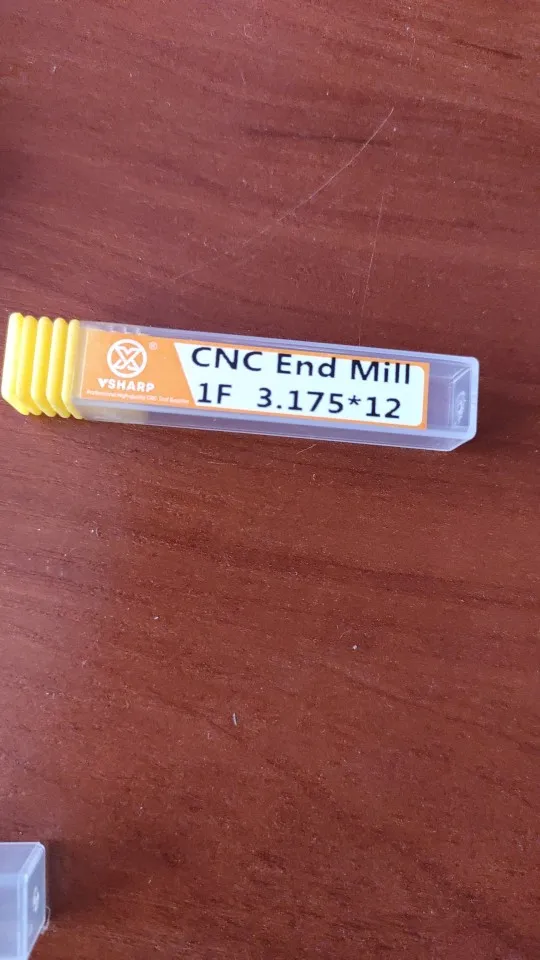 CNC End Mill
1F 3.175*12
®
VSHARP